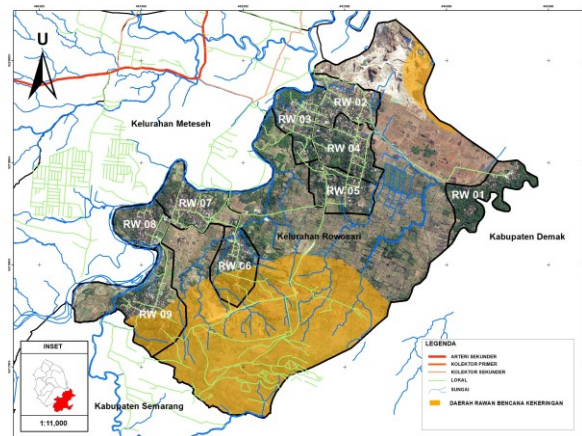 U
Kelurahan Meteseh
RW 02
RW 03
RW 04
RW 05
RW 01
RW 07
RW 08
Kelurahan Rowosari
Kabupaten Demak
RW 06
RW 09
Kabupaten Semarang
INSET
1:11,000
LEGENDA
ARTERI SEKUNDER
KOLEKTOR PRIMER
KOLEKTOR SEKUNDER
LOKAL
SUNGAI
DAERAH RAWAN BENCANA KEKERINGAN